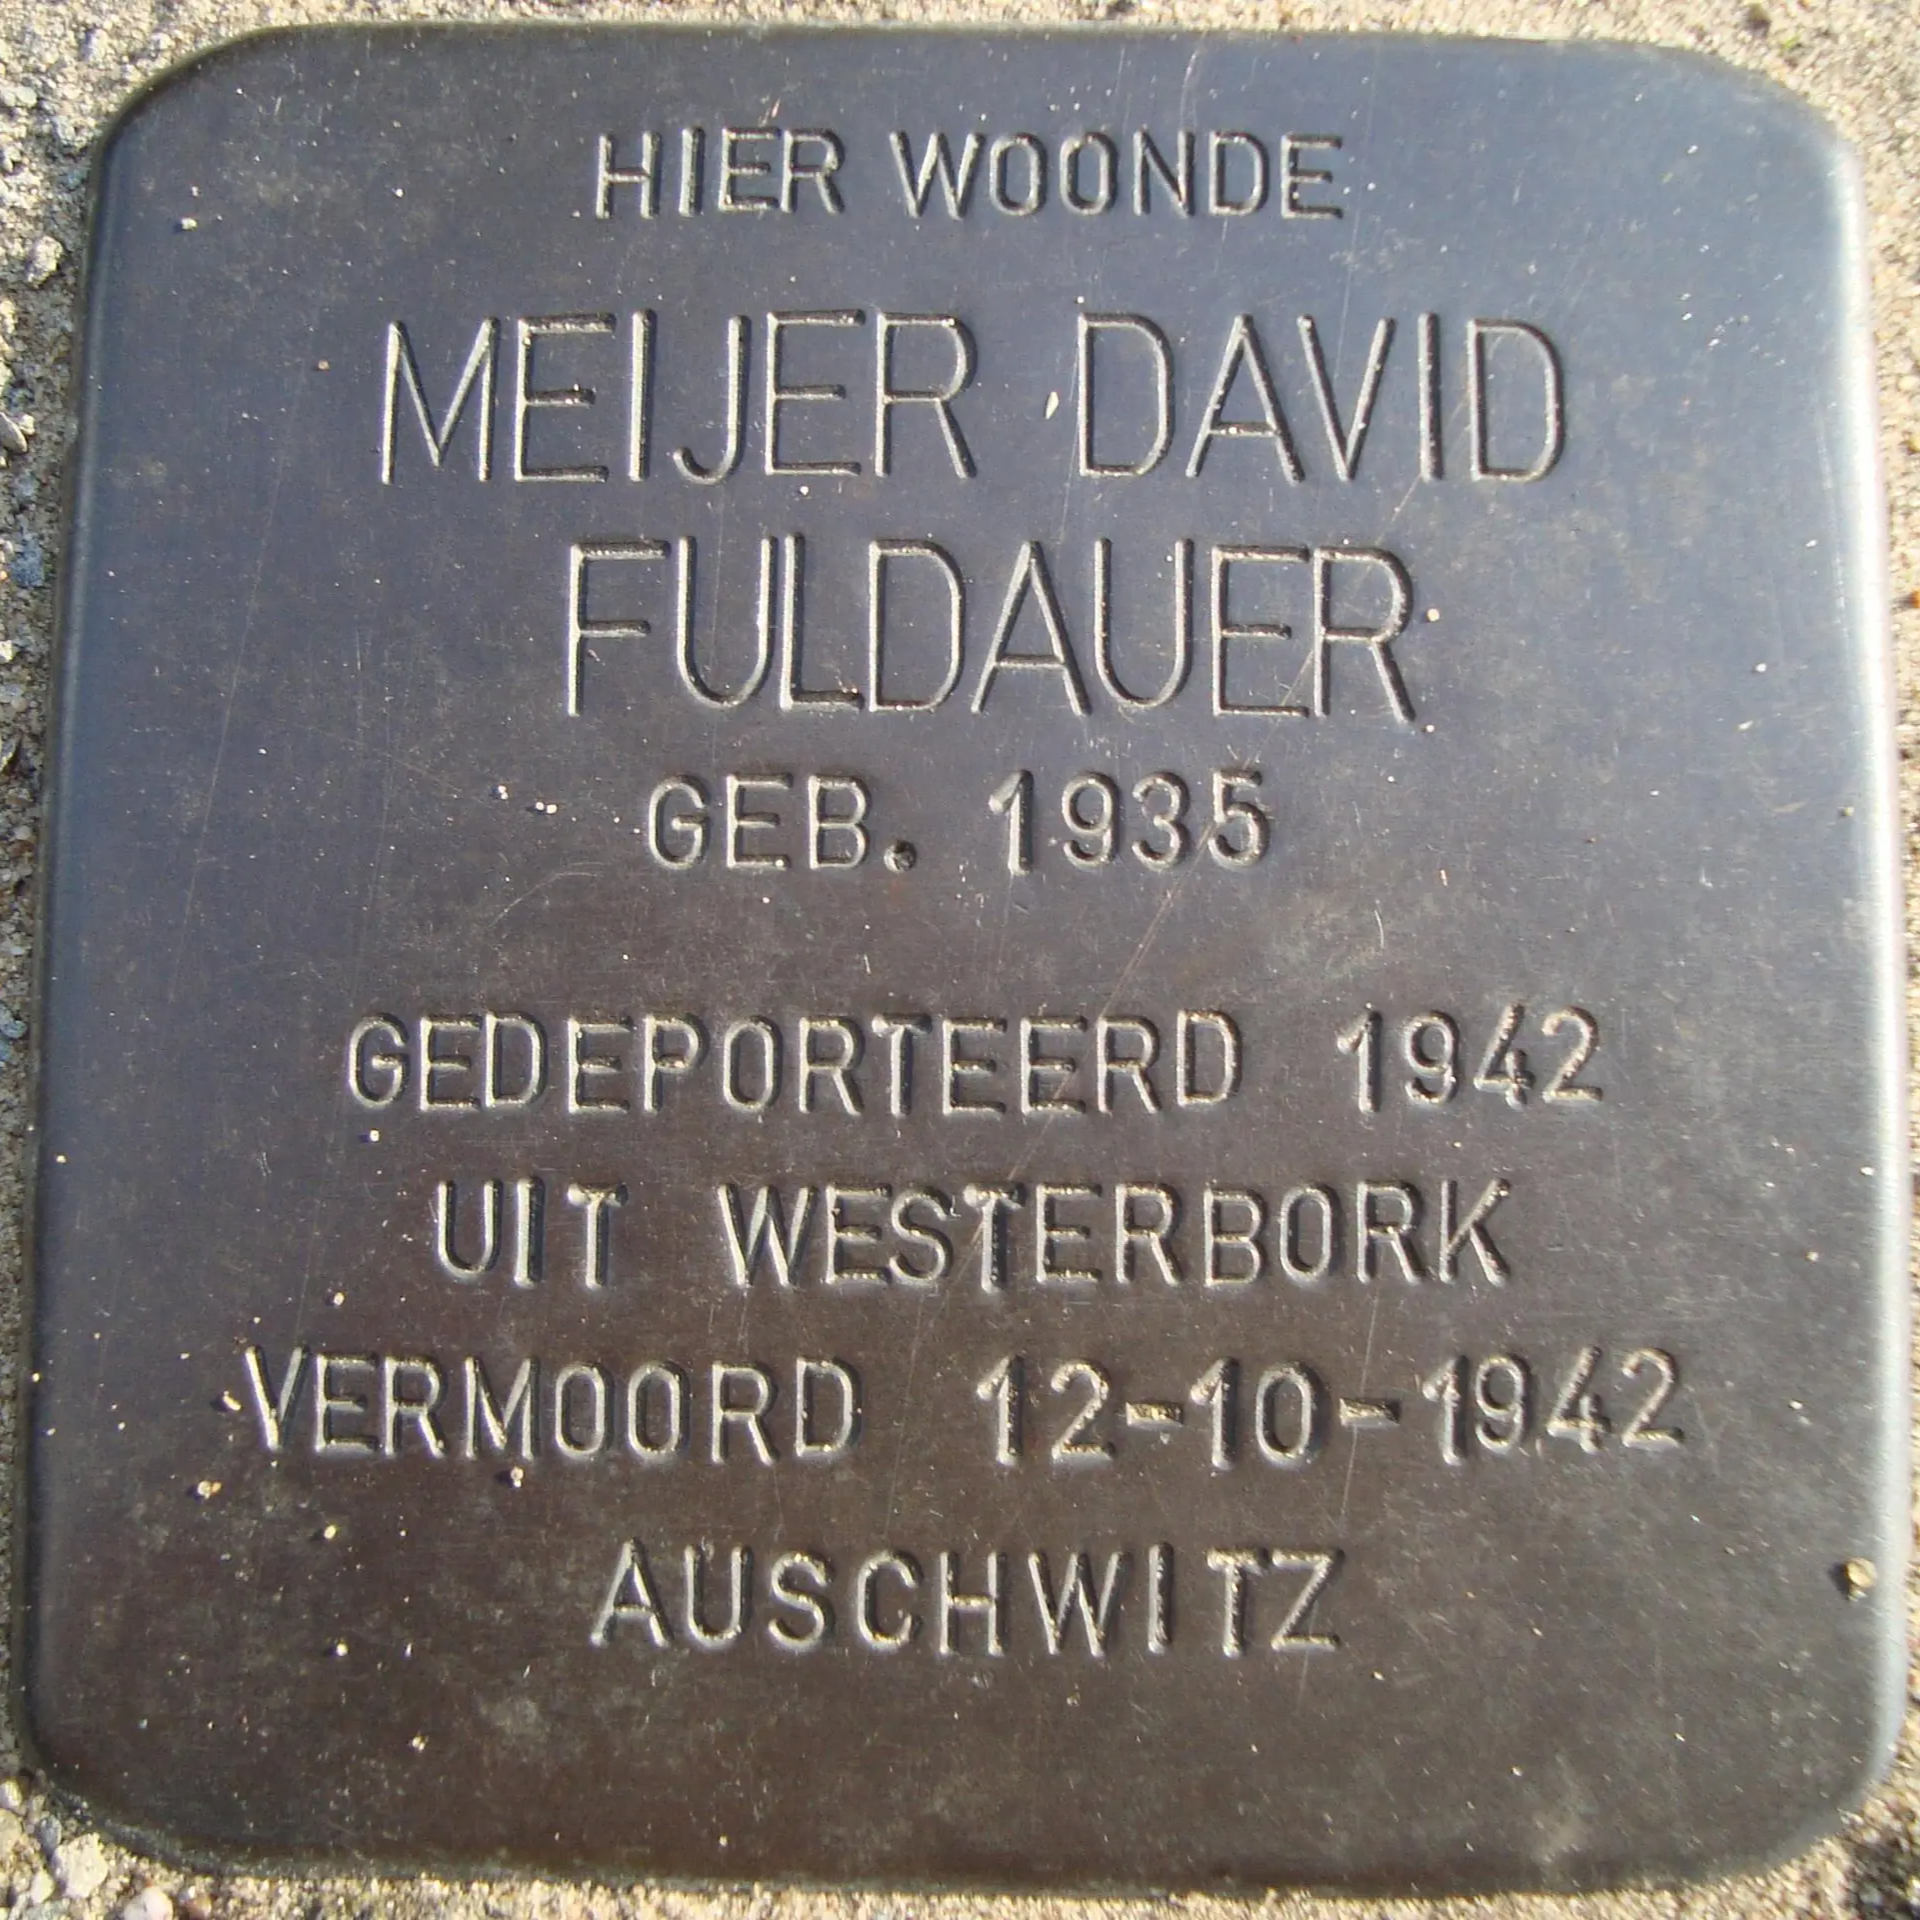 HIER WOONDE
MEIJER DAVID
FULDAUER
GEB. 1935
GEDEPORTEERD 1942
UIT WESTERBORK
VERMOORD 12-10-1942
AUSCHWITZ